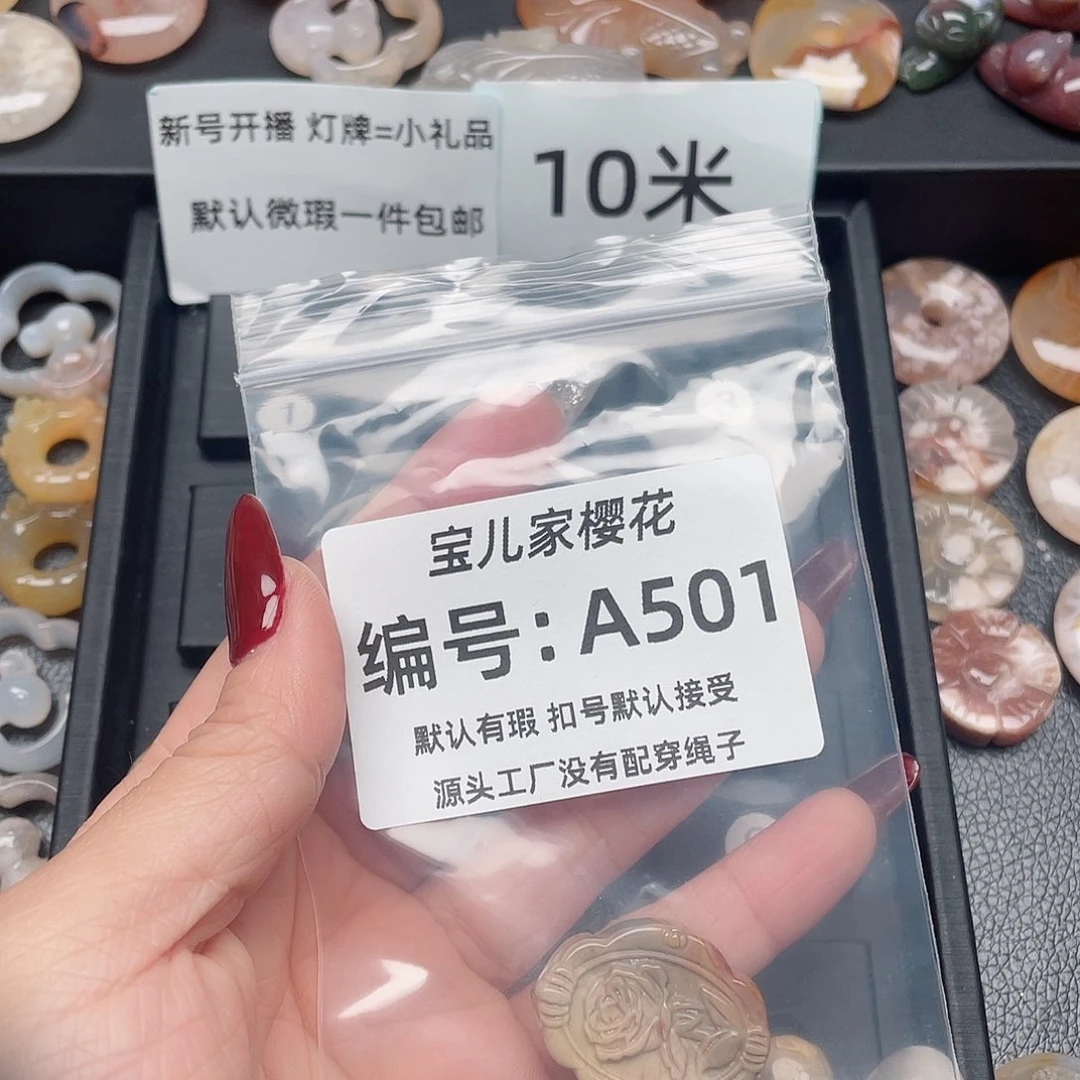 新号开播 灯牌=小礼品
默认微瑕一件包邮
10米
宝儿家樱花
编号：A501
默认有瑕 扣号默认接受
源头工厂没有配穿绳子